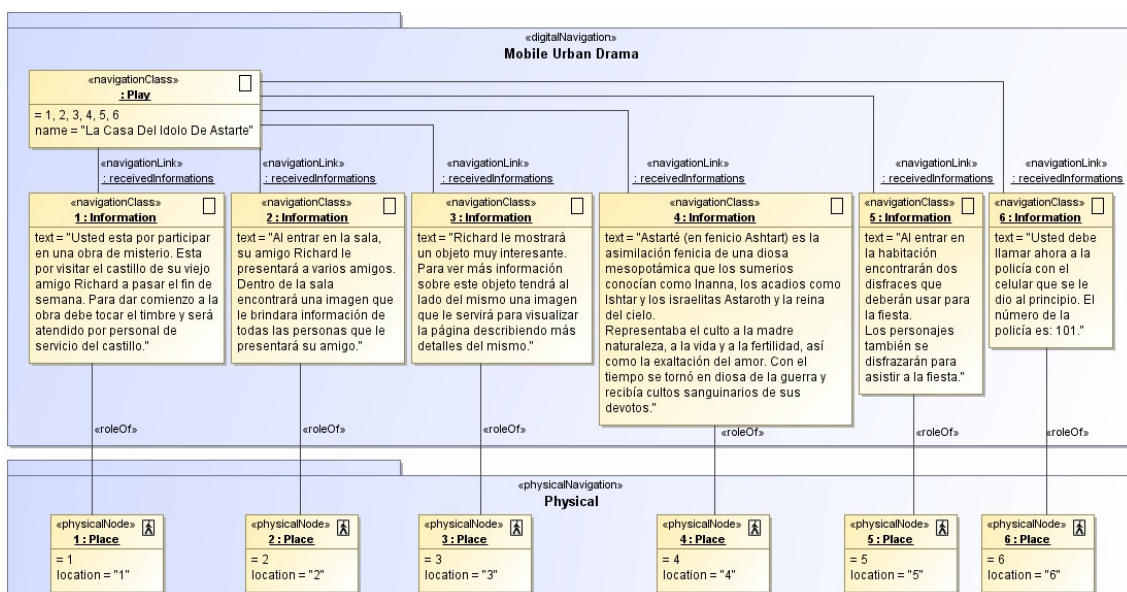 «digitalNavigation»
Mobile Urban Drama
«navigationClass»
: Play
= 1, 2, 3, 4, 5, 6
name = "La Casa Del Idolo De Astarte"
«navigationLink»
: receivedInformations
«navigationLink»
: receivedInformations
«navigationLink»
: receivedInformations
«navigationLink»
: receivedInformations
«navigationLink»
: receivedInformations
«navigationLink»
: receivedInformations
«navigationClass»
1 : Information
text = "Usted esta por participar
en una obra de misterio. Esta
por visitar el castillo de su viejo
amigo Richard a pasar el fin de
semana. Para dar comienzo a la
obra debe tocar el timbre y será
atendido por personal de
servicio del castillo."
«navigationClass»
2 : Information
text = "Al entrar en la sala,
su amigo Richard le
presentará a varios amigos.
Dentro de la sala
encontrará una imagen que
le brindara información de
todas las personas que le
presentará su amigo."
«navigationClass»
3 : Information
text = "Richard le mostrará
un objeto muy interesante.
Para ver más información
sobre este objeto tendrá al
lado del mismo una imagen
que le servirá para visualizar
la página describiendo más
detalles del mismo."
«navigationClass»
4 : Information
text = "Astarté (en fenicio Ashtart) es la
asimilación fenicia de una diosa
mesopotámica que los sumerios
conocían como Inanna, los acadios como
Ishtar y los israelitas Astaroth y la reina
del cielo.
Representaba el culto a la madre
naturaleza, a la vida y a la fertilidad, así
como la exaltación del amor. Con el
tiempo se tornó en diosa de la guerra y
recibía cultos sanguinarios de sus
devotos."
«navigationClass»
5 : Information
text = "Al entrar en
la habitación
encontrarán dos
disfraces que
deberán usar para
la fiesta.
Los personajes
también se
disfrazarán para
asistir a la fiesta."
«navigationClass»
6 : Information
text = "Usted debe
llamar ahora a la
policía con el
celular que se le
dio al principio. El
número de la
policía es: 101."
«roleOf»
«roleOf»
«roleOf»
«roleOf»
«roleOf»
«roleOf»
«physicalNavigation»
Physical
«physicalNode»
1 : Place
= 1
location = "1"
«physicalNode»
2 : Place
= 2
location = "2"
«physicalNode»
3 : Place
= 3
location = "3"
«physicalNode»
4 : Place
= 4
location = "4"
«physicalNode»
5 : Place
= 5
location = "5"
«physicalNode»
6 : Place
= 6
location = "6"